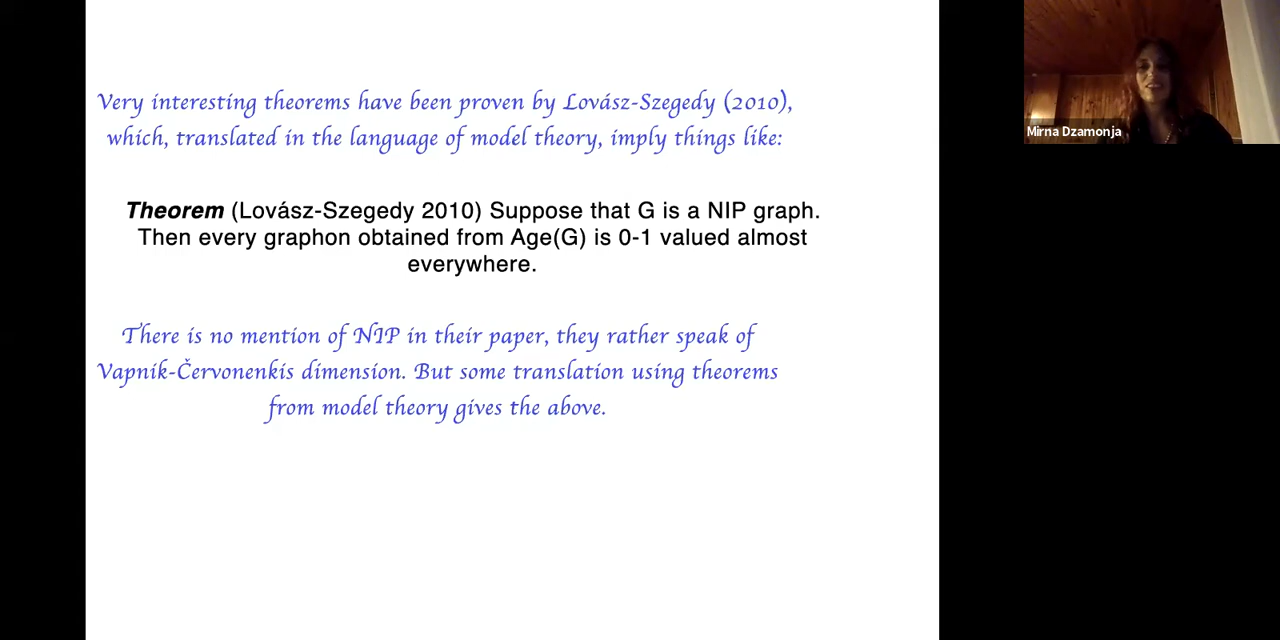 Very interesting theorems have been proven by Lovász-Szegedy (2010),
which, translated in the language of model theory, imply things like:
Theorem (Lovász-Szegedy 2010) Suppose that G is a NIP graph.
Then every graphon obtained from Age(G) is 0-1 valued almost
everywhere.
There is no mention of NIP in their paper, they rather speak of
Vapnik-Červonenkis dimension. But some translation using theorems
from model theory gives the above.
Mirna Dzamonja